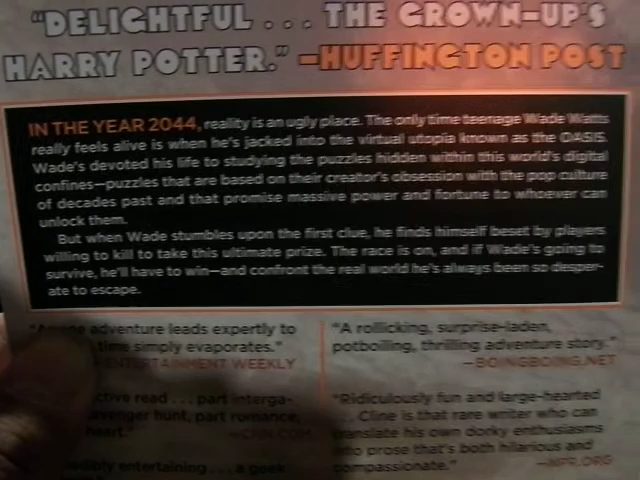 "DELIGHTFUL . . . THE GROWN-UP'S
HARRY POTTER." —HUFFINGTON POST
IN THE YEAR 2044, reality is an ugly place. The only time teenage Wade Watts
really feels alive is when he's jacked into the virtual utopia known as the OASIS.
Wade's devoted his life to studying the puzzles hidden within this world's digital
confines—puzzles that are based on their creator's obsession with the pop culture
of decades past and that promise massive power and fortune to whoever can
unlock them.
But when Wade stumbles upon the first clue, he finds himself beset by players
willing to kill to take this ultimate prize. The race is on, and if Wade's going to
survive, he'll have to win—and confront the real world he's always been so desper-
ate to escape.
adventure leads expertly to
time simply evaporates."
ENTERTAINMENT WEEKLY
read . . . part interga-
hunt, part romance,
heart." —CNN.COM
entertaining . . . a geek
"A rollicking, surprise-laden,
potboiling, thrilling adventure story."
—BOINGBOING.NET
"Ridiculously fun and large-hearted
. . . Cline is that rare writer who can
translate his own dorky enthusiasms
into prose that's both hilarious and
compassionate." —NPR.ORG